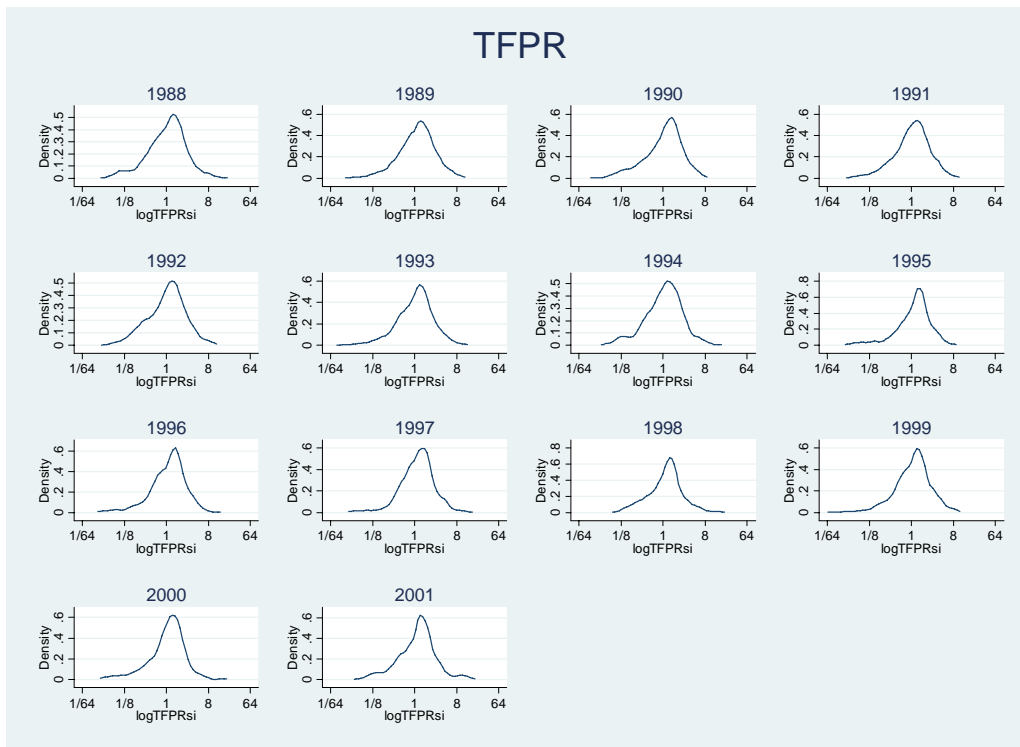 TFPR
1988 1989 1990 1991
Density 0 .1 .2 .3 .4 .5 Density 0 .2 .4 .6 Density 0 .2 .4 .6 Density 0 .2 .4 .6
1/64 1/8 1 8 64 1/64 1/8 1 8 64 1/64 1/8 1 8 64 1/64 1/8 1 8 64
logTFPRsi logTFPRsi logTFPRsi logTFPRsi
1992 1993 1994 1995
Density 0 .1 .2 .3 .4 .5 Density 0 .2 .4 .6 Density 0 .1 .2 .3 .4 .5 Density 0 .2 .4 .6 .8
1/64 1/8 1 8 64 1/64 1/8 1 8 64 1/64 1/8 1 8 64 1/64 1/8 1 8 64
logTFPRsi logTFPRsi logTFPRsi logTFPRsi
1996 1997 1998 1999
Density 0 .2 .4 .6 Density 0 .2 .4 .6 Density 0 .2 .4 .6 .8 Density 0 .2 .4 .6
1/64 1/8 1 8 64 1/64 1/8 1 8 64 1/64 1/8 1 8 64 1/64 1/8 1 8 64
logTFPRsi logTFPRsi logTFPRsi logTFPRsi
2000 2001
Density 0 .2 .4 .6 Density 0 .2 .4 .6
1/64 1/8 1 8 64 1/64 1/8 1 8 64
logTFPRsi logTFPRsi